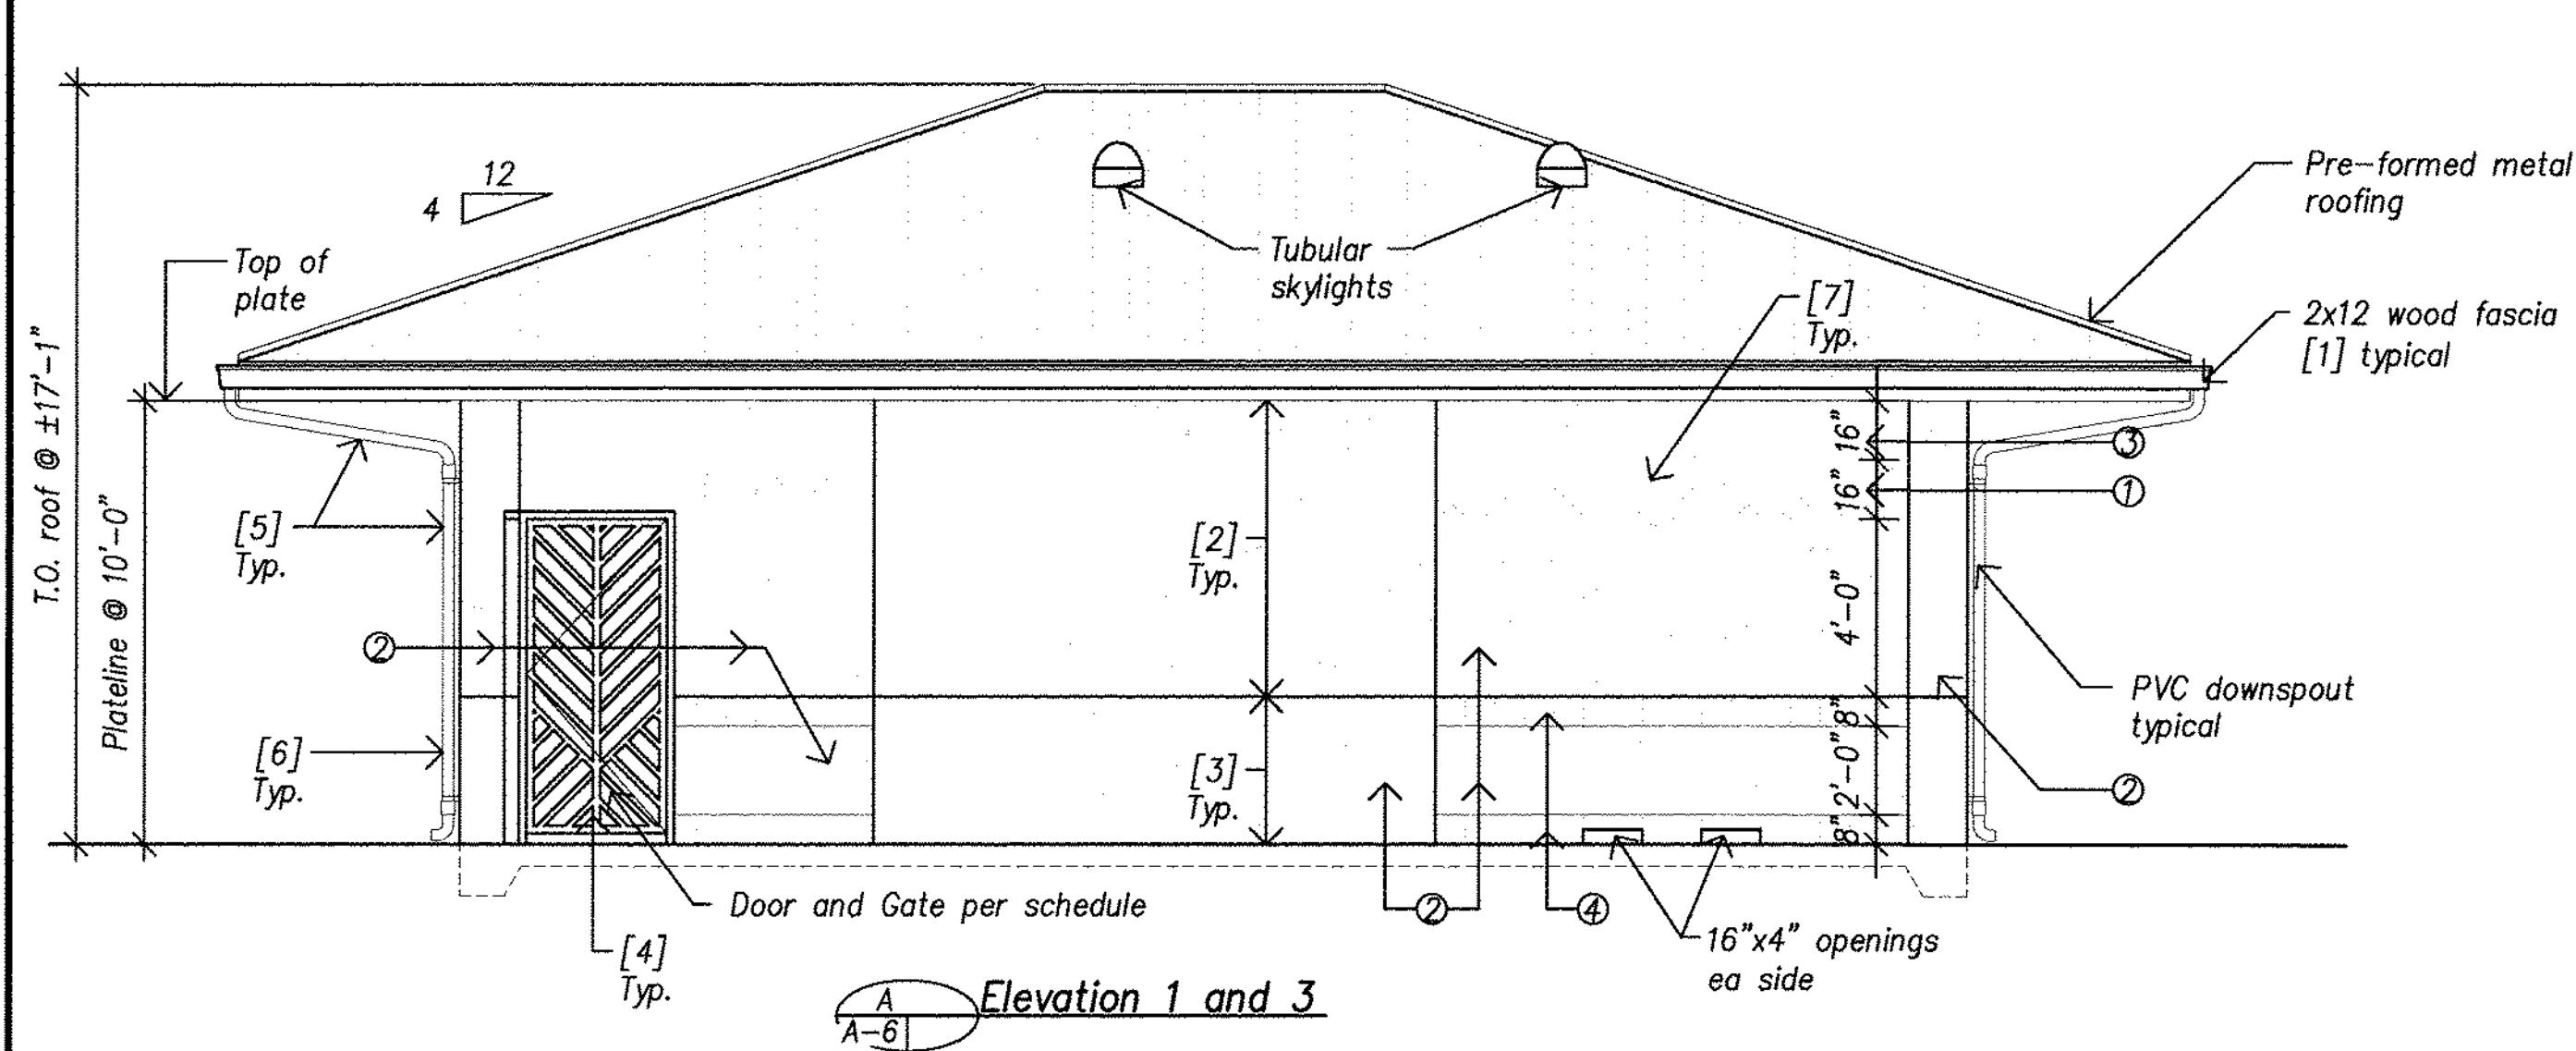 12
4
Top of
plate
Tubular
skylights
Pre-formed metal
roofing
[7]
Typ.
2x12 wood fascia
[1] typical
T.O. roof @ ±17'-1"
Plateline @ 10'-0"
[5]
Typ.
[2]
Typ.
16"
3
16"
1
4'-0"
2
8"
PVC downspout
typical
[6]
Typ.
[3]
Typ.
2'-0"
2
8"
Door and Gate per schedule
2
4
[4]
Typ.
16"x4" openings
ea side
A
A-6
Elevation 1 and 3